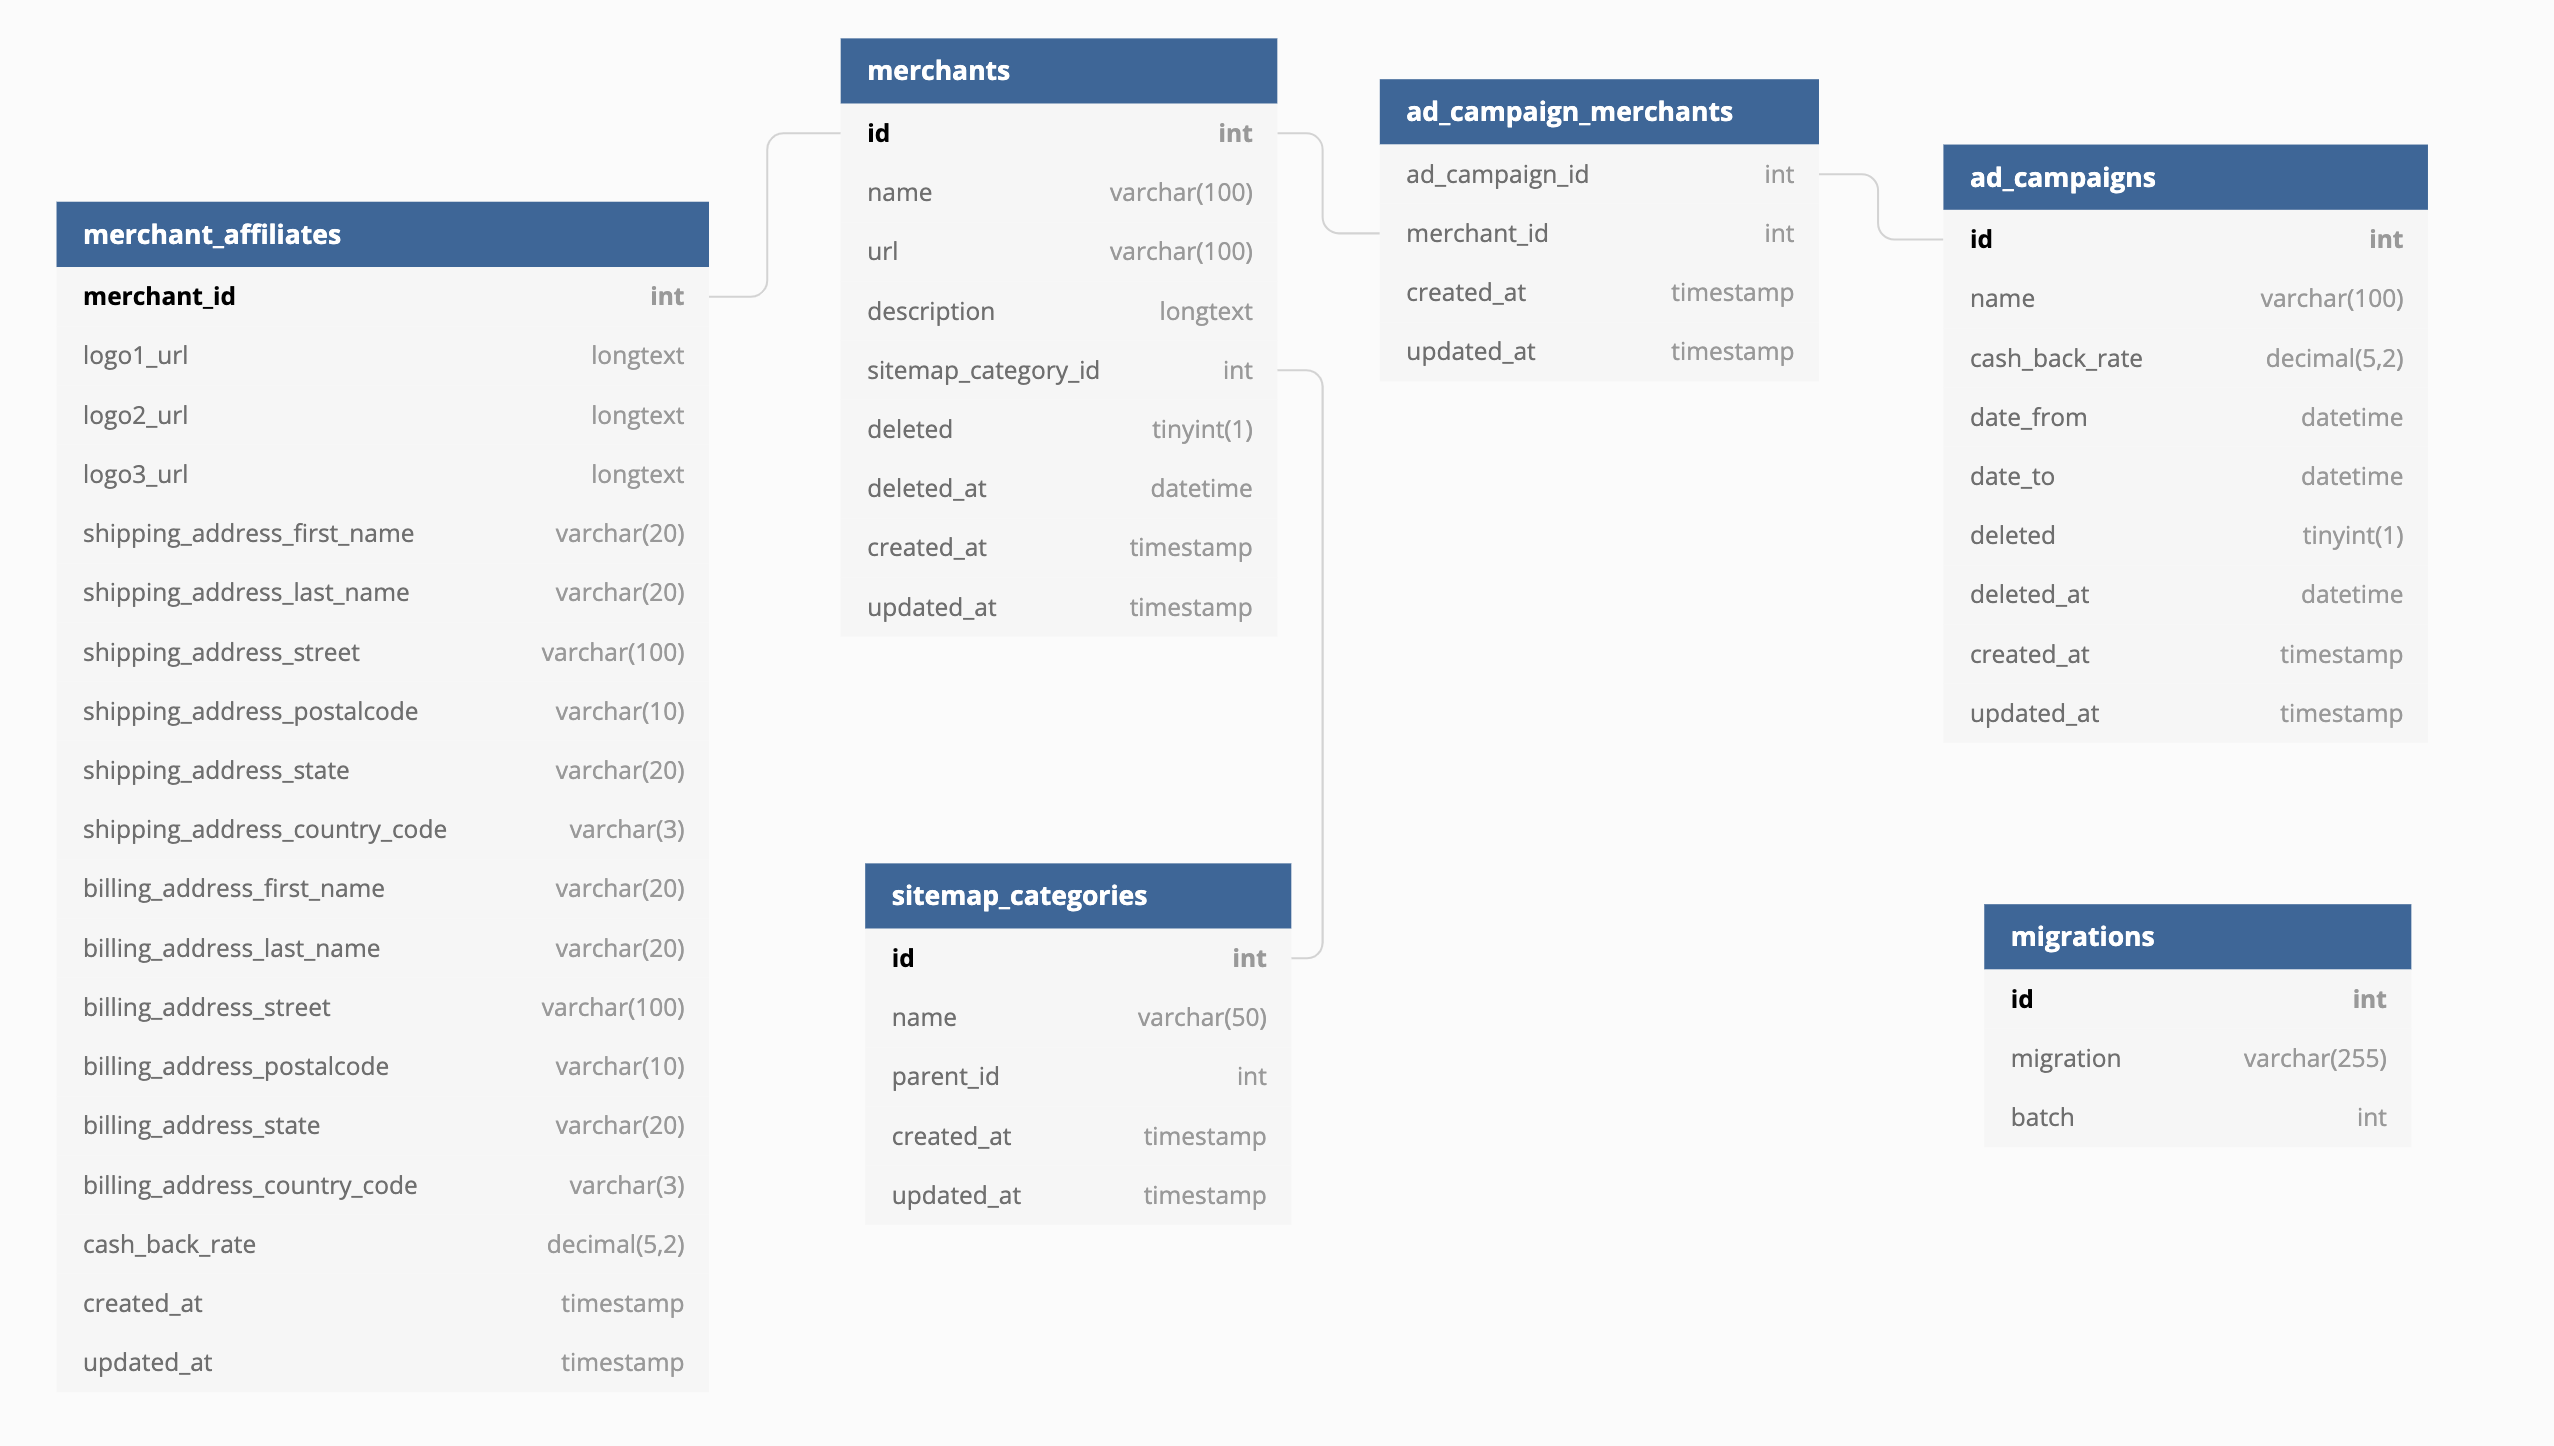 merchant_affiliates
merchant_id int
logo1_url longtext
logo2_url longtext
logo3_url longtext
shipping_address_first_name varchar(20)
shipping_address_last_name varchar(20)
shipping_address_street varchar(100)
shipping_address_postalcode varchar(10)
shipping_address_state varchar(20)
shipping_address_country_code varchar(3)
billing_address_first_name varchar(20)
billing_address_last_name varchar(20)
billing_address_street varchar(100)
billing_address_postalcode varchar(10)
billing_address_state varchar(20)
billing_address_country_code varchar(3)
cash_back_rate decimal(5,2)
created_at timestamp
updated_at timestamp
merchants
id int
name varchar(100)
url varchar(100)
description longtext
sitemap_category_id int
deleted tinyint(1)
deleted_at datetime
created_at timestamp
updated_at timestamp
sitemap_categories
id int
name varchar(50)
parent_id int
created_at timestamp
updated_at timestamp
ad_campaign_merchants
ad_campaign_id int
merchant_id int
created_at timestamp
updated_at timestamp
ad_campaigns
id int
name varchar(100)
cash_back_rate decimal(5,2)
date_from datetime
date_to datetime
deleted tinyint(1)
deleted_at datetime
created_at timestamp
updated_at timestamp
migrations
id int
migration varchar(255)
batch int